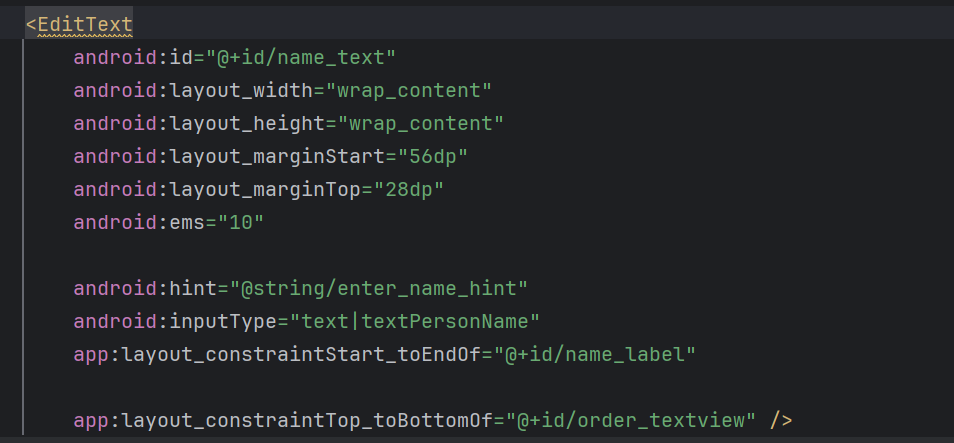 <EditText
android:id="@+id/name_text"
android:layout_width="wrap_content"
android:layout_height="wrap_content"
android:layout_marginStart="56dp"
android:layout_marginTop="28dp"
android:ems="10"
android:hint="@string/enter_name_hint"
android:inputType="text|textPersonName"
app:layout_constraintStart_toEndOf="@+id/name_label"
app:layout_constraintTop_toBottomOf="@+id/order_textview" />